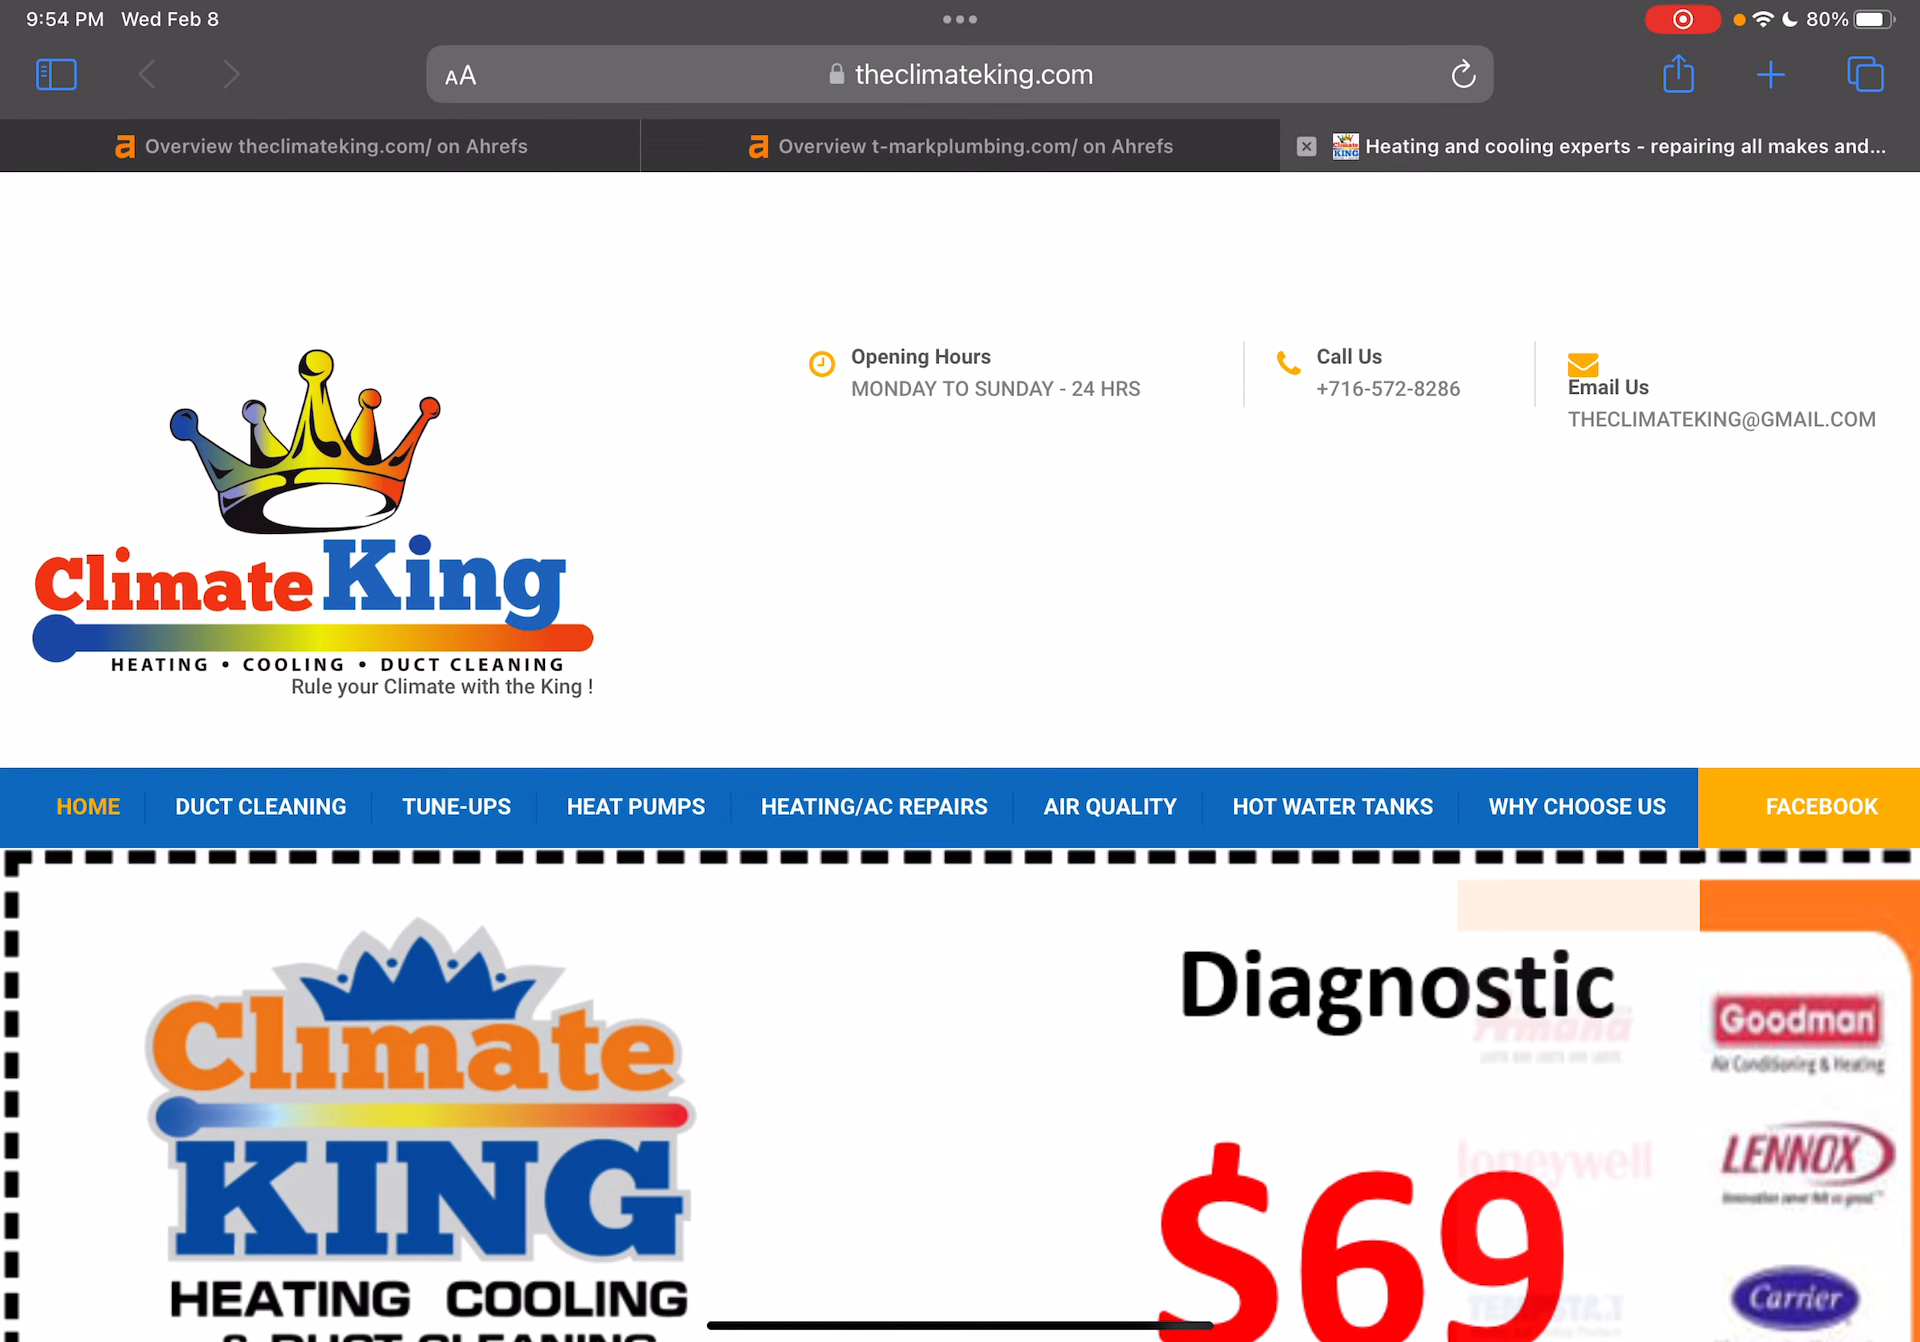 9:54 PM Wed Feb 8
80%
AA
theclimateking.com
Overview theclimateking.com/ on Ahrefs
Overview t-markplumbing.com/ on Ahrefs
Heating and cooling experts - repairing all makes and...
Opening Hours
MONDAY TO SUNDAY - 24 HRS
Call Us
+716-572-8286
Email Us
THECLIMATEKING@GMAIL.COM
Climate King
HEATING • COOLING • DUCT CLEANING
Rule your Climate with the King !
HOME
DUCT CLEANING
TUNE-UPS
HEAT PUMPS
HEATING/AC REPAIRS
AIR QUALITY
HOT WATER TANKS
WHY CHOOSE US
FACEBOOK
Climate
KING
HEATING COOLING
& DUCT CLEANING
Diagnostic
$69
Amana
Goodman
Air Conditioning & Heating
LENNOX
Carrier